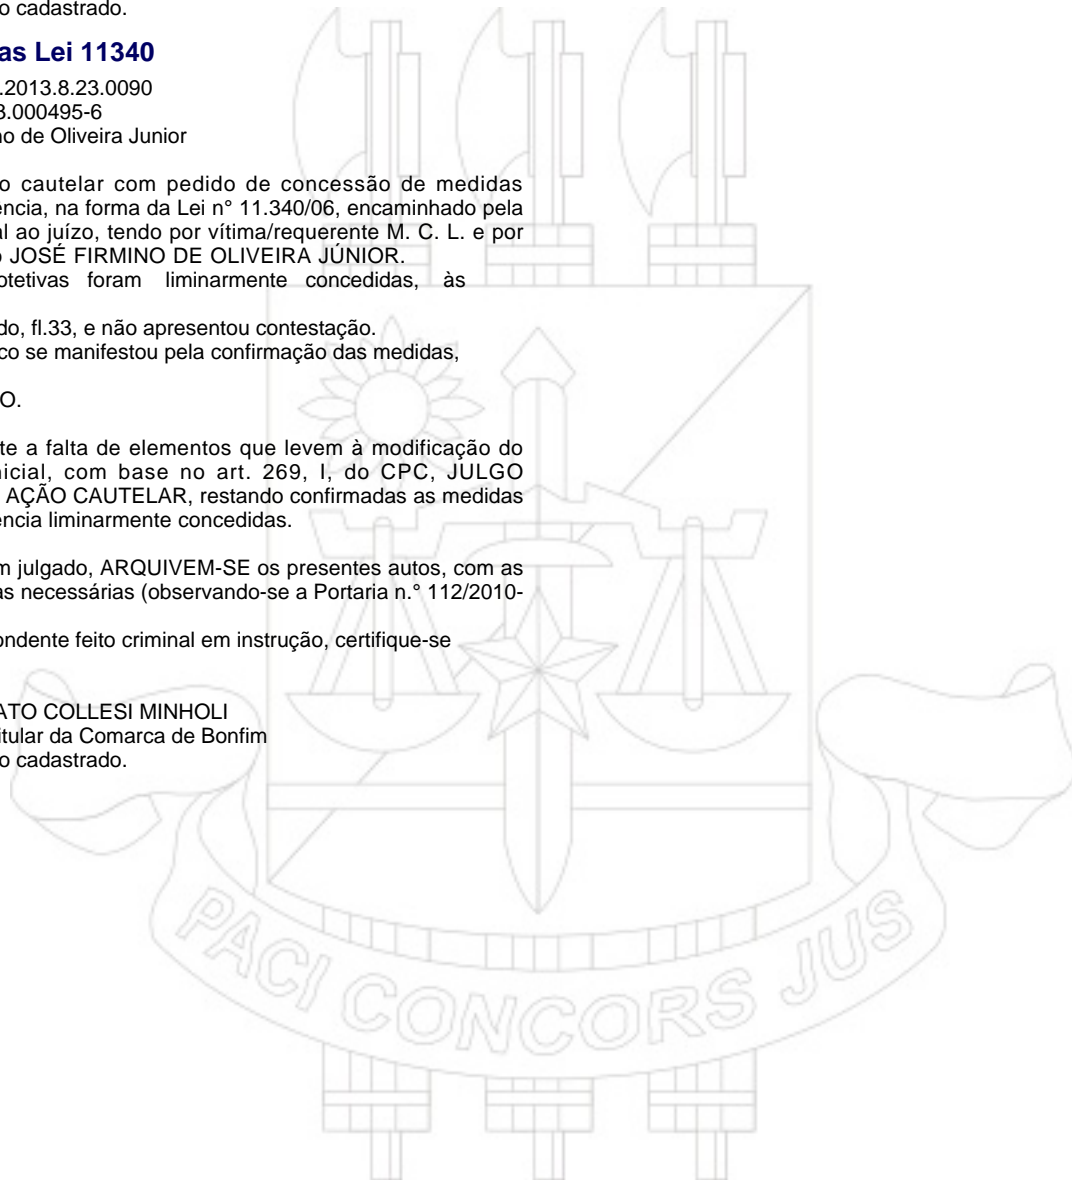 o cadastrado.
as Lei 11340
.2013.8.23.0090
3.000495-6
no de Oliveira Junior
o cautelar com pedido de concessão de medidas
ência, na forma da Lei n° 11.340/06, encaminhado pela
al ao juízo, tendo por vítima/requerente M. C. L. e por
o JOSÉ FIRMINO DE OLIVEIRA JÚNIOR.
otetivas foram liminarmente concedidas, às
do, fl.33, e não apresentou contestação.
co se manifestou pela confirmação das medidas,
O.
te a falta de elementos que levem à modificação do
nicial, com base no art. 269, I, do CPC, JULGO
AÇÃO CAUTELAR, restando confirmadas as medidas
ência liminarmente concedidas.
m julgado, ARQUIVEM-SE os presentes autos, com as
as necessárias (observando-se a Portaria n.° 112/2010-
ondente feito criminal em instrução, certifique-se
ATO COLLESI MINHOLI
itular da Comarca de Bonfim
o cadastrado.
PACI CONCORS JUS